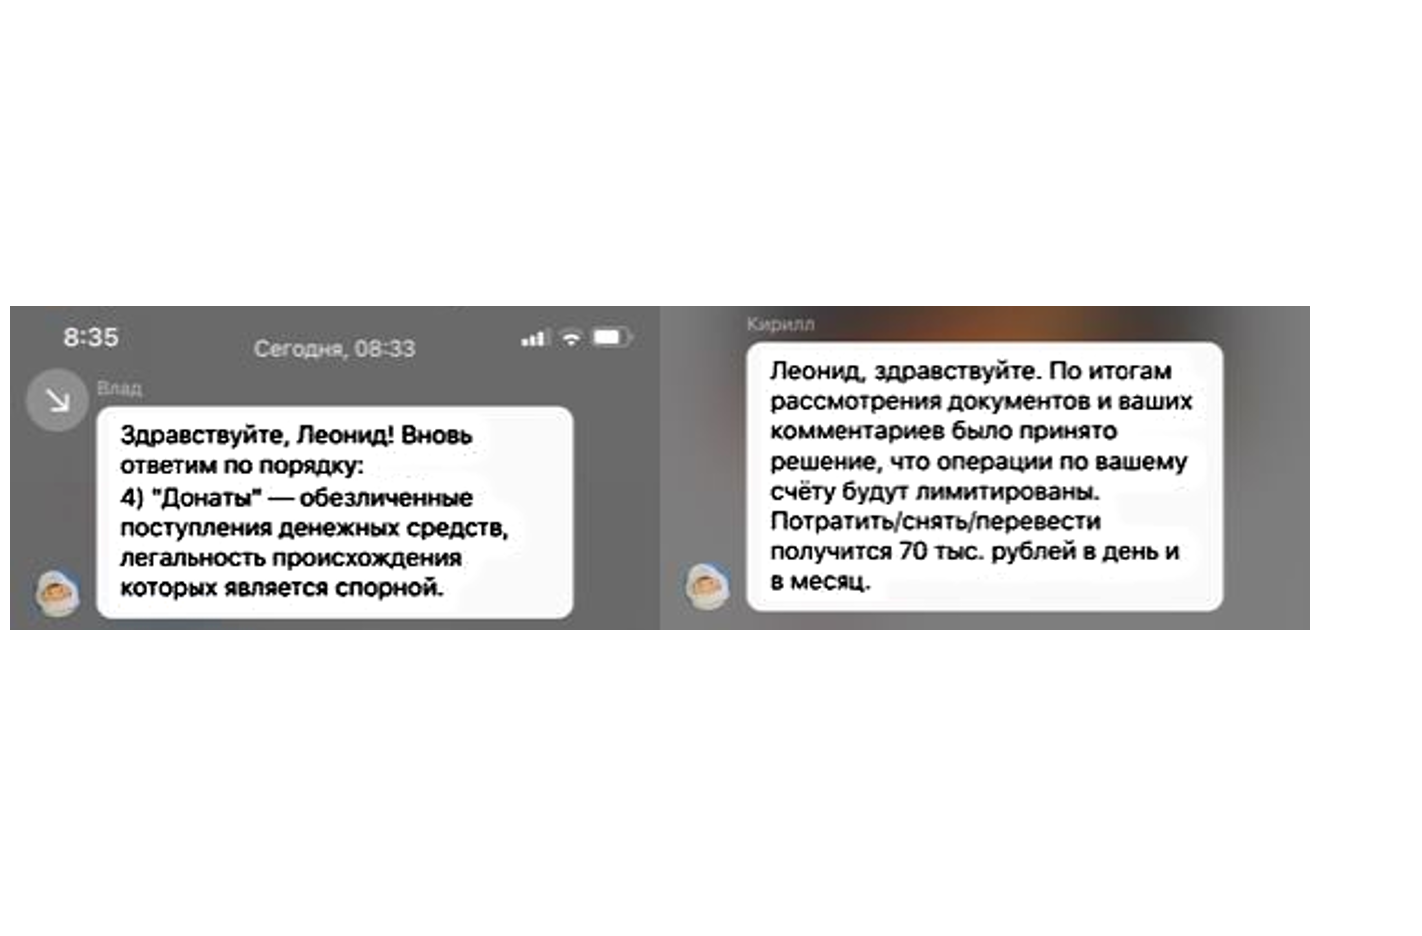 8:35
Сегодня, 08:33
Влад
Здравствуйте, Леонид! Вновь
ответим по порядку:
4) "Донаты" — обезличенные
поступления денежных средств,
легальность происхождения
которых является спорной.
Кирилл
Леонид, здравствуйте. По итогам
рассмотрения документов и ваших
комментариев было принято
решение, что операции по вашему
счёту будут лимитированы.
Потратить/снять/перевести
получится 70 тыс. рублей в день и
в месяц.